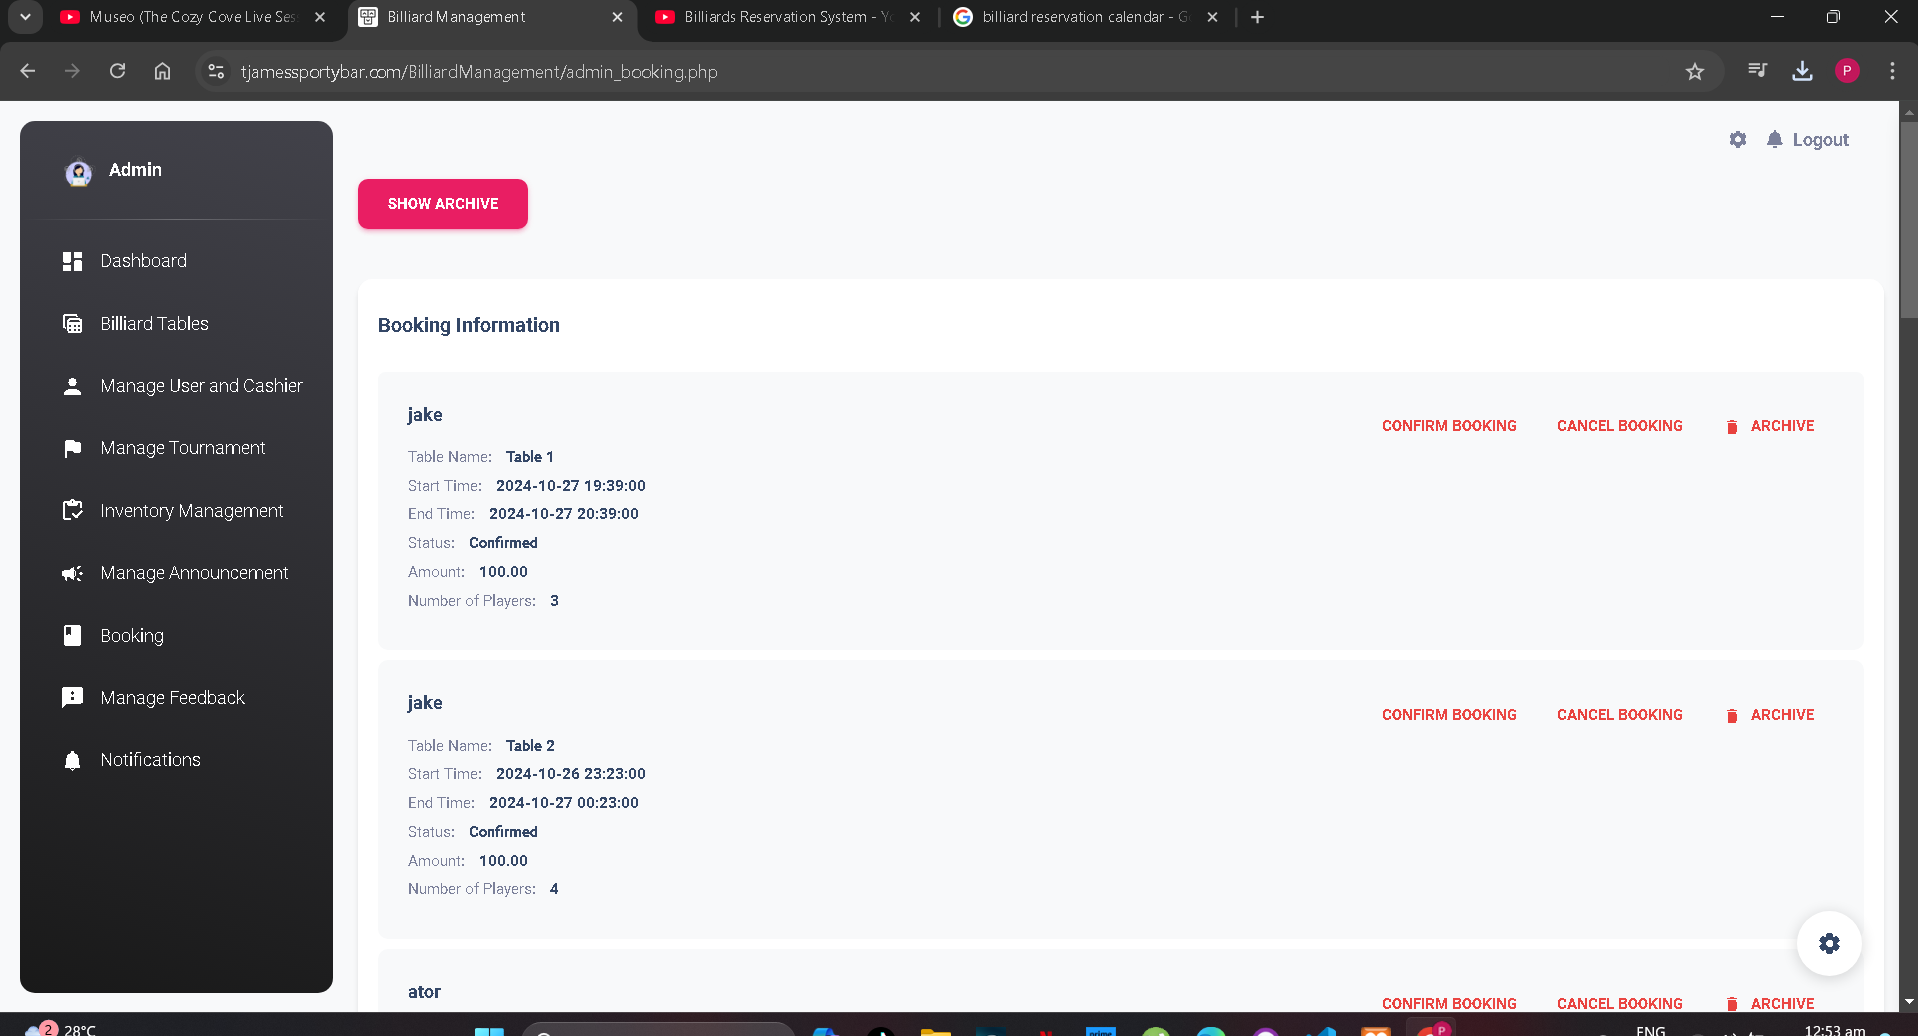 Museo (The Cozy Cove Live Ses
Billiard Management
Billiards Reservation System - Yo
billiard reservation calendar - Go
tjamessportybar.com/BilliardManagement/admin_booking.php
P
Admin
Logout
SHOW ARCHIVE
Dashboard
Billiard Tables
Manage User and Cashier
Manage Tournament
Inventory Management
Manage Announcement
Booking
Manage Feedback
Notifications
Booking Information
jake
CONFIRM BOOKING CANCEL BOOKING ARCHIVE
Table Name: Table 1
Start Time: 2024-10-27 19:39:00
End Time: 2024-10-27 20:39:00
Status: Confirmed
Amount: 100.00
Number of Players: 3
jake
CONFIRM BOOKING CANCEL BOOKING ARCHIVE
Table Name: Table 2
Start Time: 2024-10-26 23:23:00
End Time: 2024-10-27 00:23:00
Status: Confirmed
Amount: 100.00
Number of Players: 4
ator
CONFIRM BOOKING CANCEL BOOKING ARCHIVE
2 28°C
prime
P
ENG
12:53 am